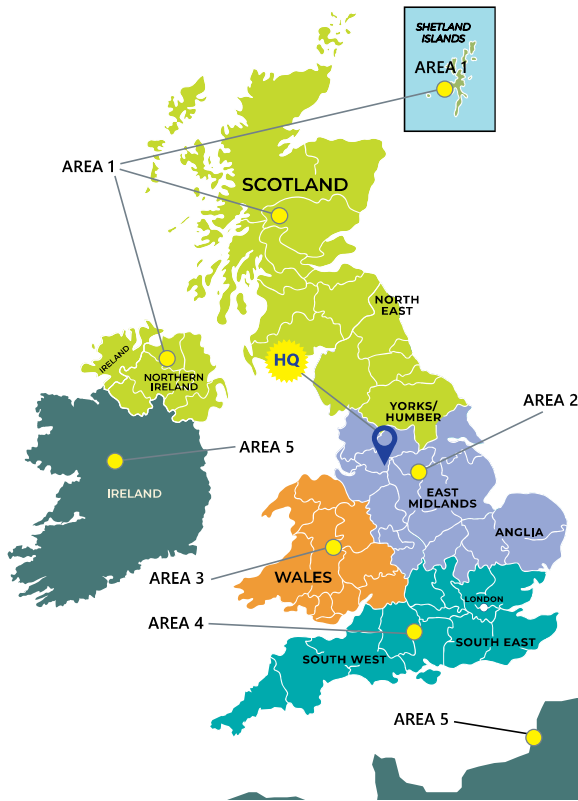 SHETLAND
ISLANDS
AREA 1
AREA 1
SCOTLAND
NORTH
EAST
HQ
IRELAND
NORTHERN
IRELAND
YORKS/
HUMBER
AREA 2
AREA 5
IRELAND
EAST
MIDLANDS
ANGLIA
AREA 3
WALES
LONDON
AREA 4
SOUTH EAST
SOUTH WEST
AREA 5